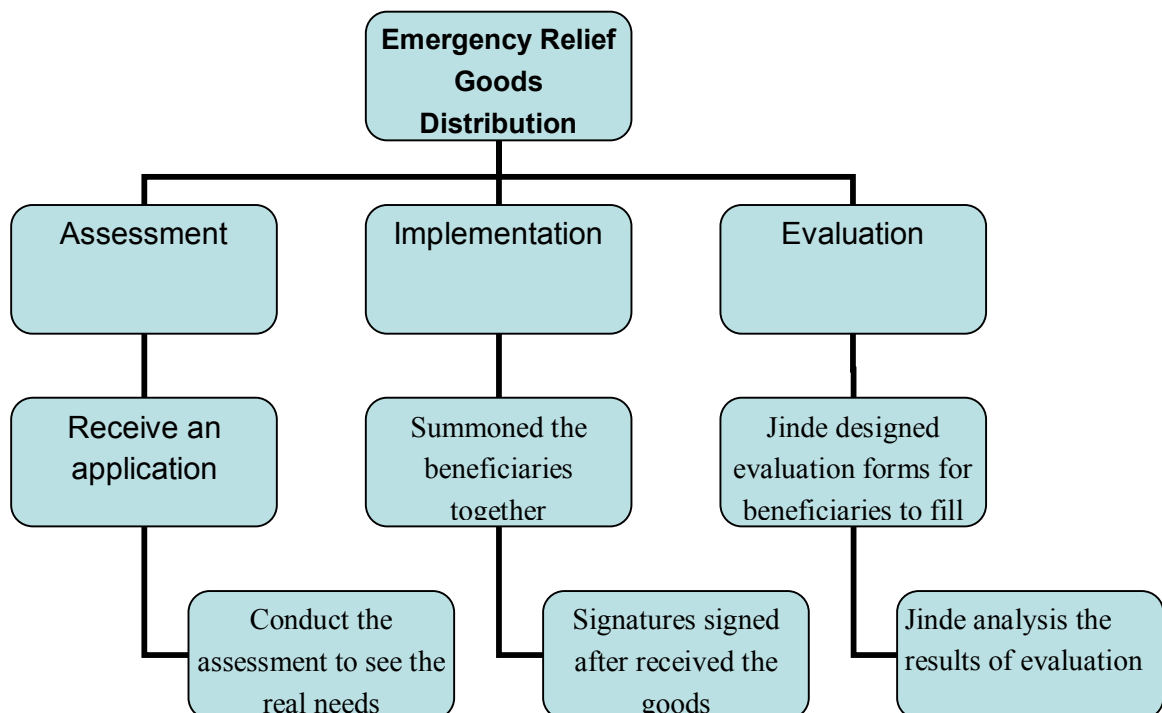 Emergency Relief
Goods
Distribution
Assessment
Implementation
Evaluation
Receive an
application
Summoned the
beneficiaries
together
Jinde designed
evaluation forms for
beneficiaries to fill
Conduct the
assessment to see the
real needs
Signatures signed
after received the
goods
Jinde analysis the
results of evaluation